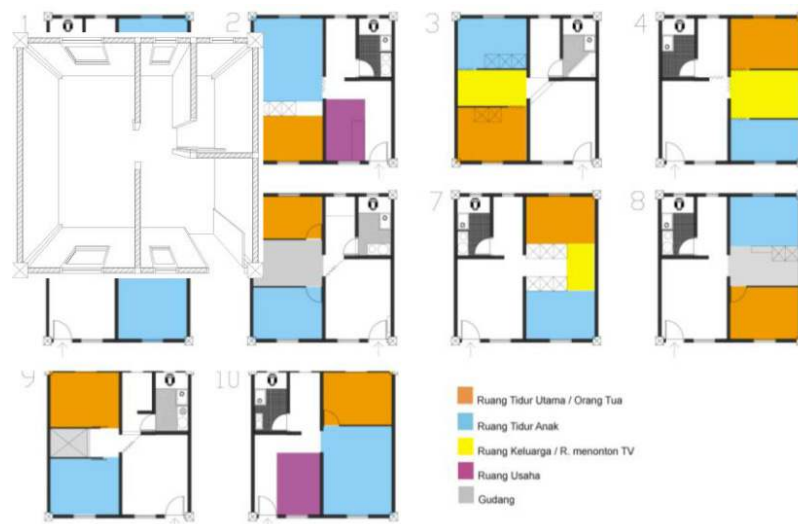 1
2
3
4
7
8
9
10
Ruang Tidur Utama / Orang Tua
Ruang Tidur Anak
Ruang Keluarga / R. menonton TV
Ruang Usaha
Gudang